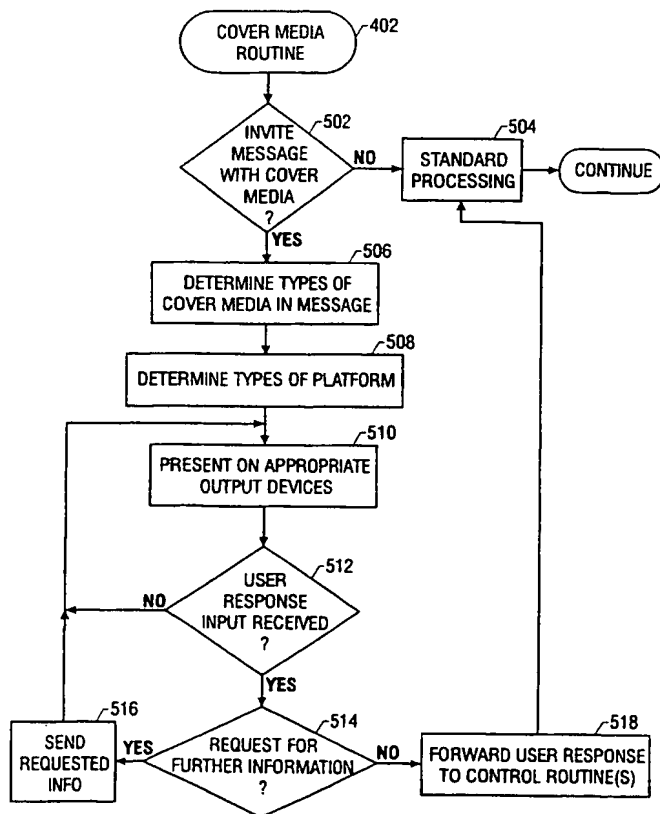 COVER MEDIA
ROUTINE
402
INVITE
MESSAGE
WITH COVER
MEDIA
?
502
NO
504
STANDARD
PROCESSING
CONTINUE
YES
506
DETERMINE TYPES OF
COVER MEDIA IN MESSAGE
508
DETERMINE TYPES OF PLATFORM
510
PRESENT ON APPROPRIATE
OUTPUT DEVICES
512
USER
RESPONSE
INPUT RECEIVED
?
NO
YES
514
REQUEST FOR
FURTHER INFORMATION
?
YES
516
SEND
REQUESTED
INFO
NO
518
FORWARD USER RESPONSE
TO CONTROL ROUTINE(S)